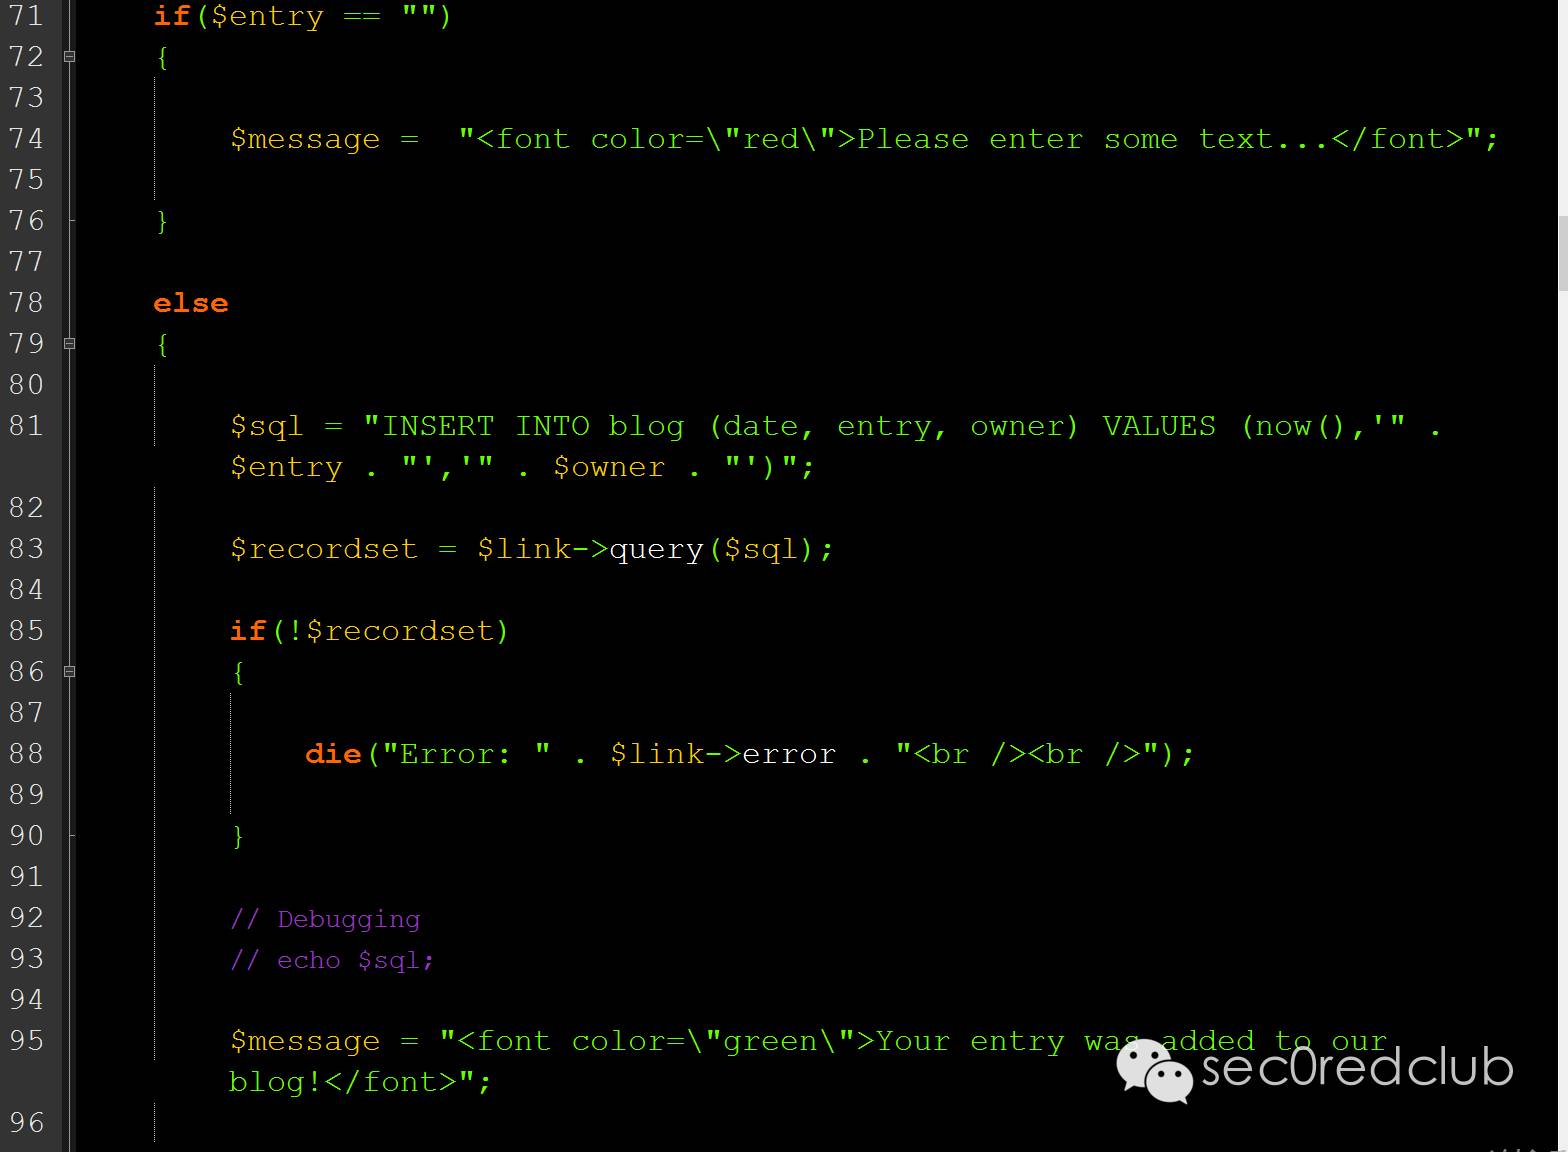 71 if($entry == "")
72 {
73
74 $message =  "<font color=\"red\">Please enter some text...</font>";
75
76 }
77
78 else
79 {
80
81 $sql = "INSERT INTO blog (date, entry, owner) VALUES (now(),'" .
$entry . "','" . $owner . "')";
82
83 $recordset = $link->query($sql);
84
85 if(!$recordset)
86 {
87
88 die("Error: " . $link->error . "<br /><br />");
89
90 }
91
92 // Debugging
93 // echo $sql;
94
95 $message = "<font color=\"green\">Your entry was added to our
blog!</font>";
sec0redclub
96